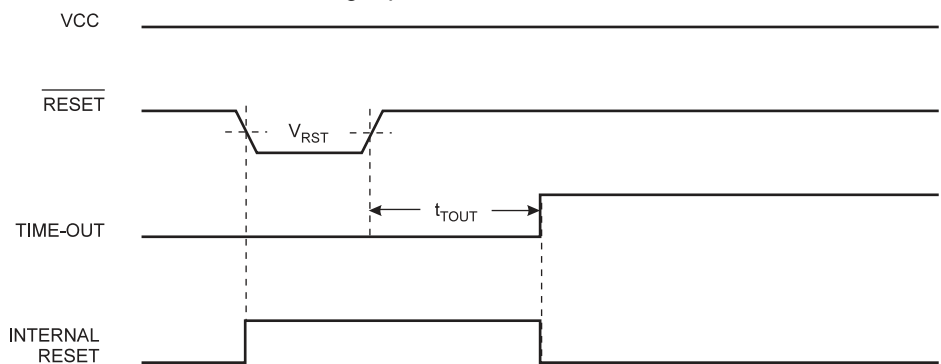 VCC
RESET
VRST
tTOUT
TIME-OUT
INTERNAL
RESET